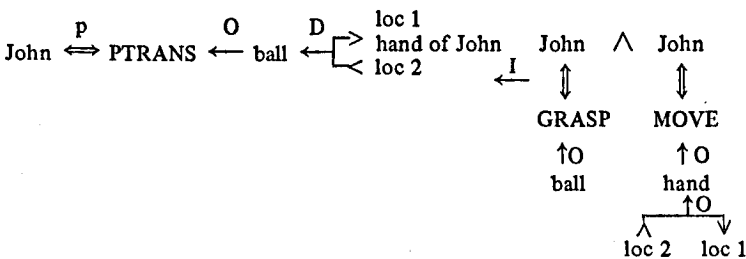 p O D loc 1
John ⇔ PTRANS ← ball ← hand of John John ∧ John
loc 2
I
GRASP MOVE
↑O ↑O
ball hand
↑O
loc 2 loc 1